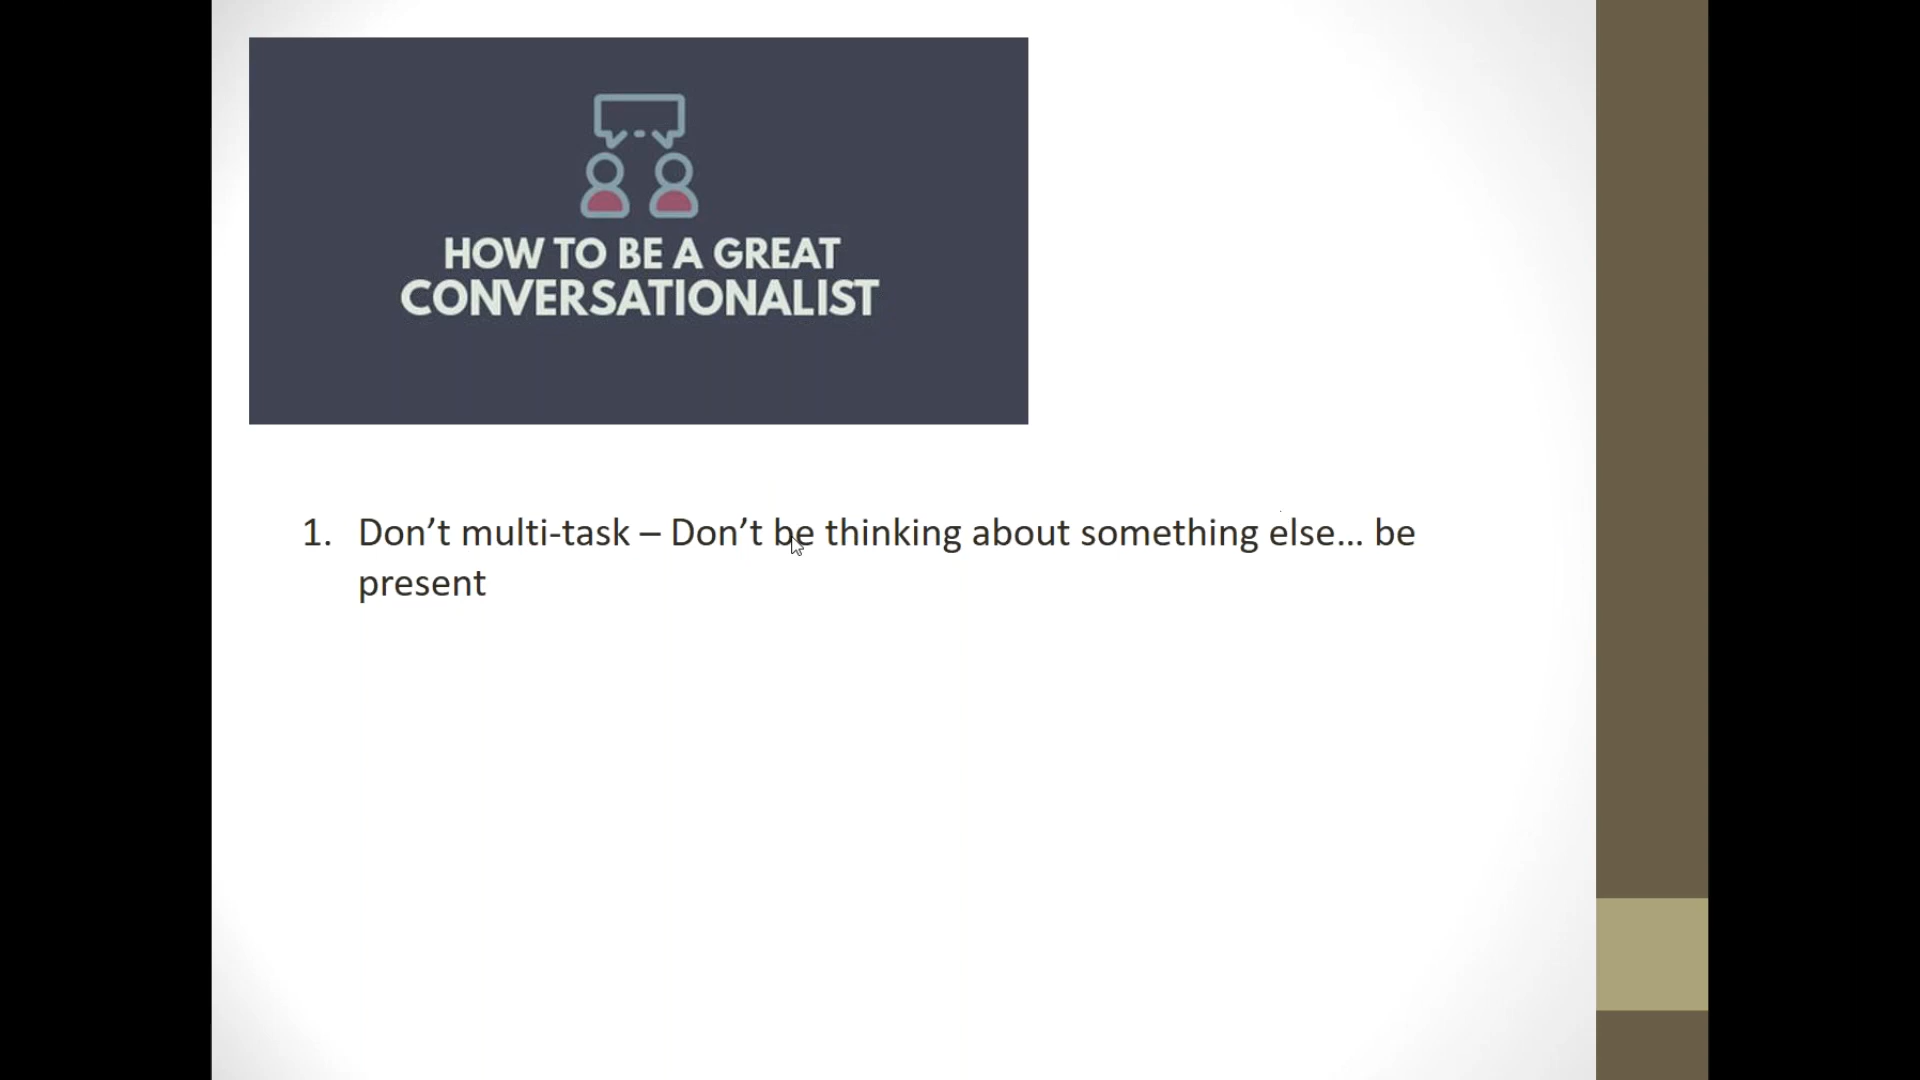 HOW TO BE A GREAT
CONVERSATIONALIST
1. Don’t multi-task – Don’t be thinking about something else... be
present